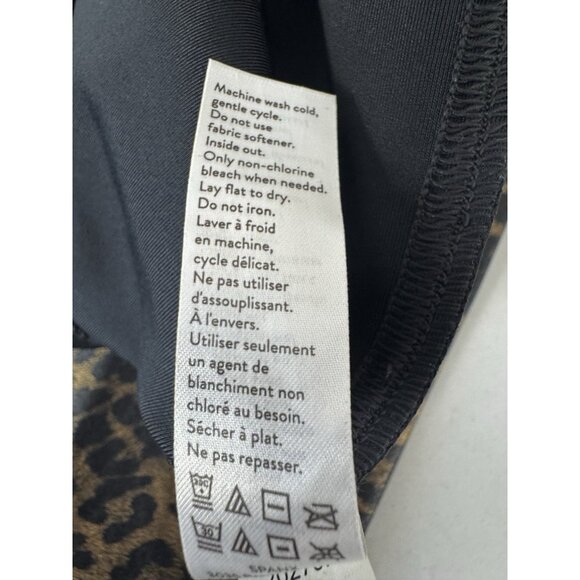 Machine wash cold,
gentle cycle.
Do not use
fabric softener.
Inside out.
Only non-chlorine
bleach when needed.
Lay flat to dry.
Do not iron.
Laver à froid
en machine,
cycle délicat.
Ne pas utiliser
d'assouplissant.
À l'envers.
Utiliser seulement
un agent de
blanchiment non
chloré au besoin.
Sécher à plat.
Ne pas repasser.
30C
30